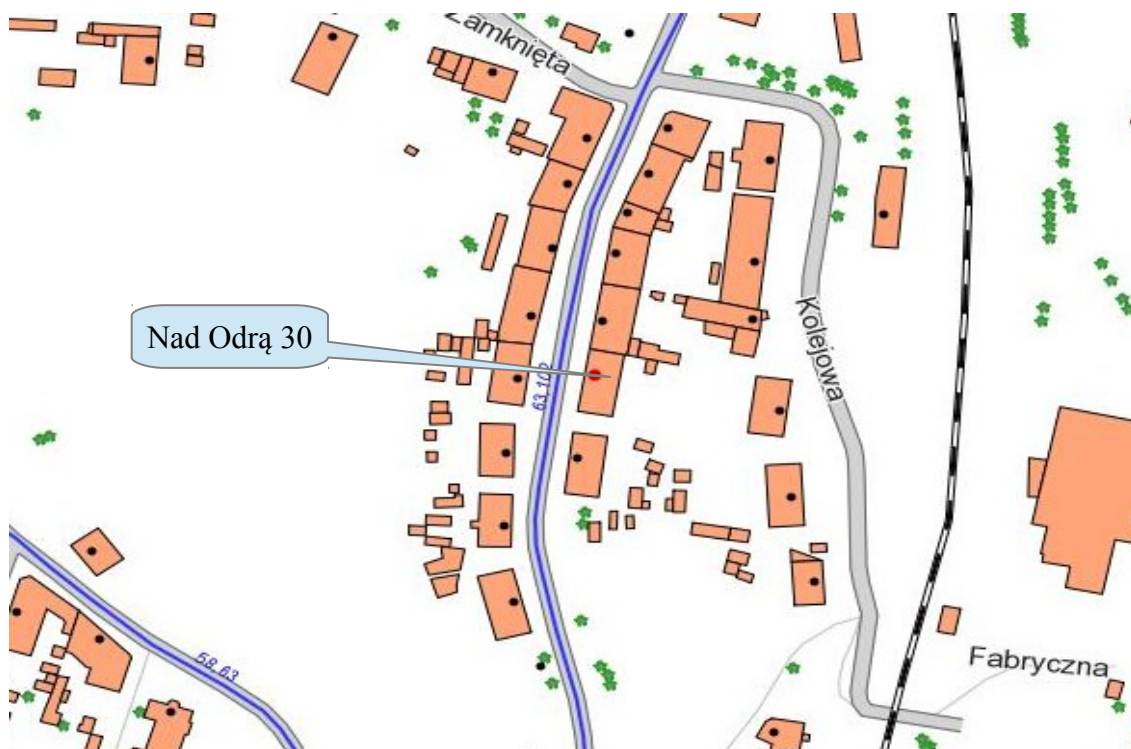 Zamknięta
Nad Odrą 30
Kolejowa
63,102
58,63
Fabryczna